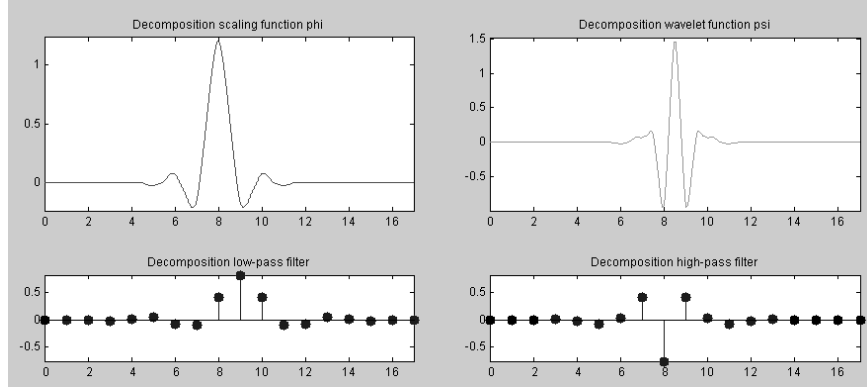 Decomposition scaling function phi
1
0.5
0
0 2 4 6 8 10 12 14 16
Decomposition wavelet function psi
1.5
1
0.5
0
-0.5
0 2 4 6 8 10 12 14 16
Decomposition low-pass filter
0.5
0
-0.5
0 2 4 6 8 10 12 14 16
Decomposition high-pass filter
0.5
0
-0.5
0 2 4 6 8 10 12 14 16